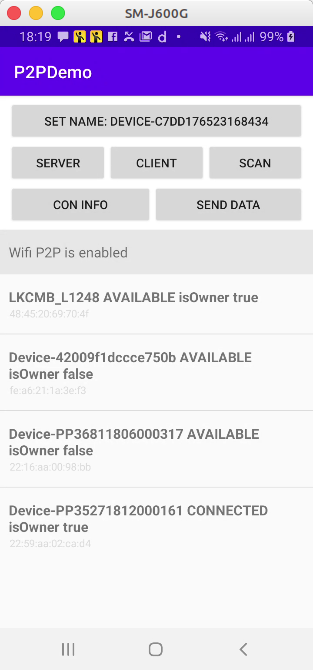 SM-J600G
18:19
99%
P2PDemo
SET NAME: DEVICE-C7DD176523168434
SERVER
CLIENT
SCAN
CON INFO
SEND DATA
Wifi P2P is enabled
LKCMB_L1248 AVAILABLE isOwner true
48:45:20:69:70:4f
Device-42009f1dccce750b AVAILABLE
isOwner false
fe:a6:21:1a:3e:f3
Device-PP36811806000317 AVAILABLE
isOwner false
22:16:aa:00:98:bb
Device-PP35271812000161 CONNECTED
isOwner true
22:59:aa:02:ca:d4